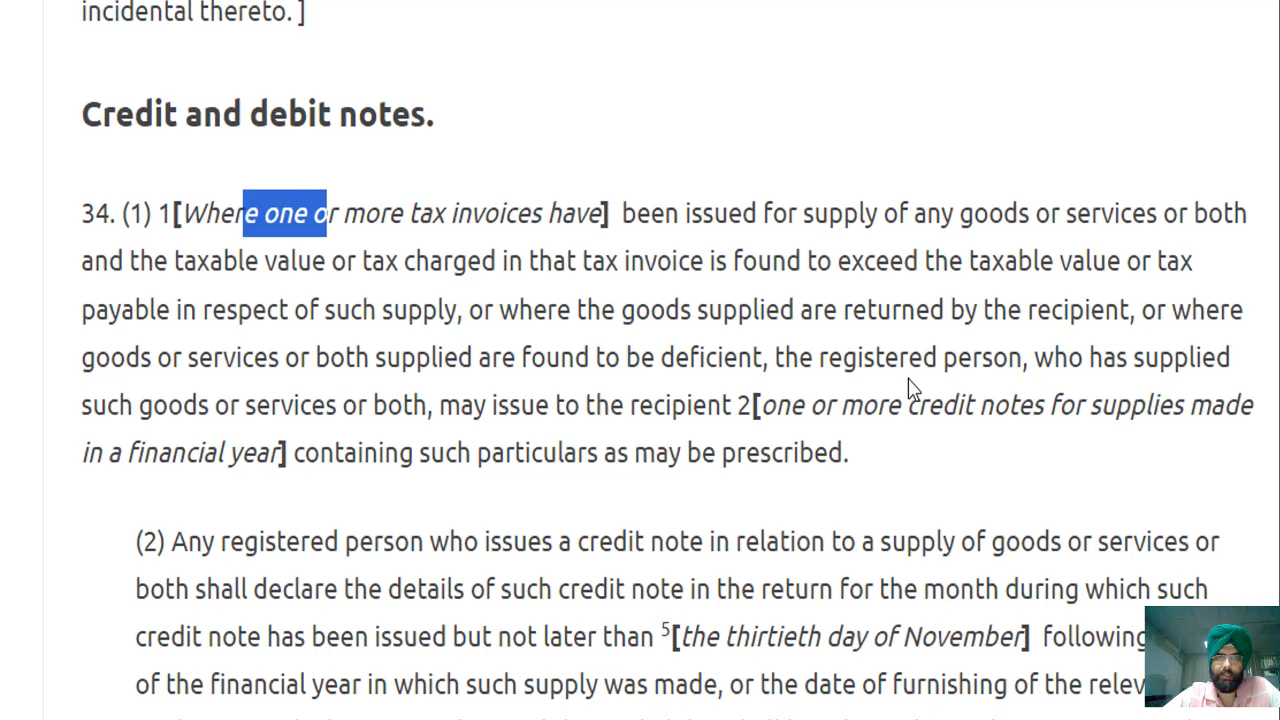 incidental thereto. ]
Credit and debit notes.
34. (1) 1[Where one or more tax invoices have] been issued for supply of any goods or services or both
and the taxable value or tax charged in that tax invoice is found to exceed the taxable value or tax
payable in respect of such supply, or where the goods supplied are returned by the recipient, or where
goods or services or both supplied are found to be deficient, the registered person, who has supplied
such goods or services or both, may issue to the recipient 2[one or more credit notes for supplies made
in a financial year] containing such particulars as may be prescribed.
(2) Any registered person who issues a credit note in relation to a supply of goods or services or
both shall declare the details of such credit note in the return for the month during which such
credit note has been issued but not later than 5[the thirtieth day of November] following
of the financial year in which such supply was made, or the date of furnishing of the